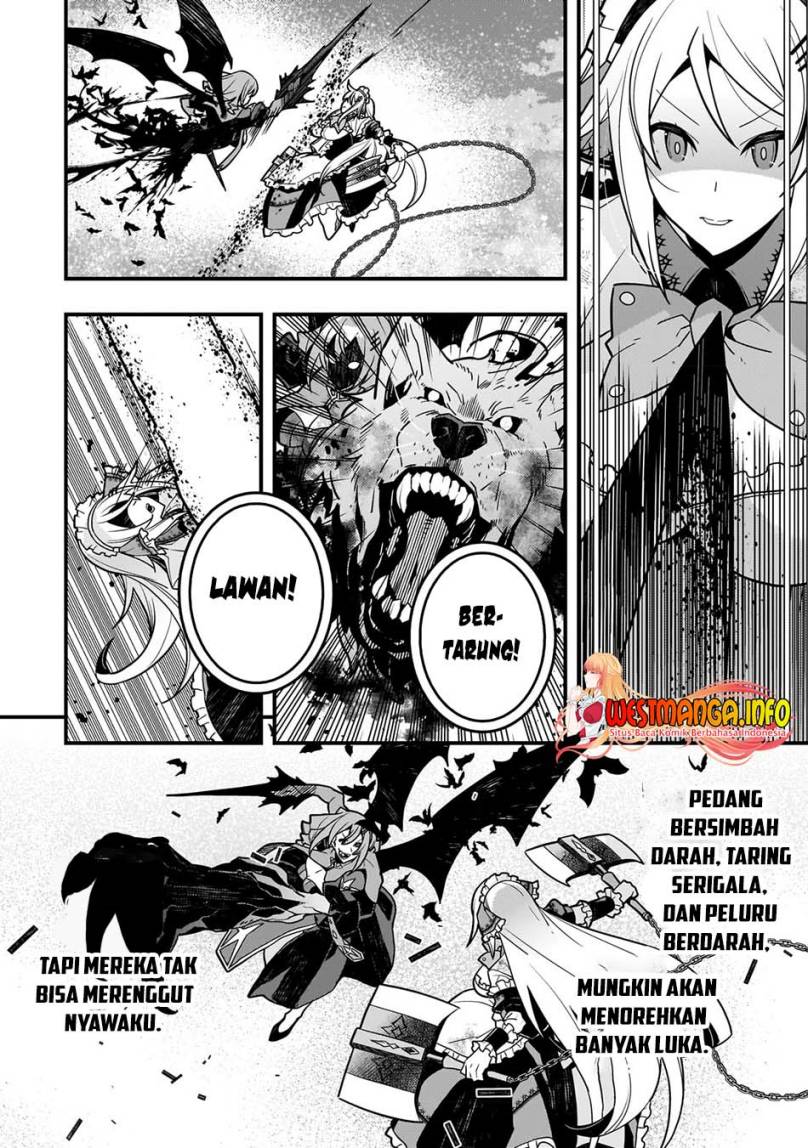 BER-
TARUNG!
LAWAN!
WESTMANGA.INFO
Situs Baca Komik Berbahasa Indonesia
PEDANG
BERSIMBAH
DARAH, TARING
SERIGALA,
DAN PELURU
BERDARAH,
MUNGKIN AKAN
MENOREHKAN
BANYAK LUKA.
TAPI MEREKA TAK
BISA MERENGGUT
NYAWAKU.